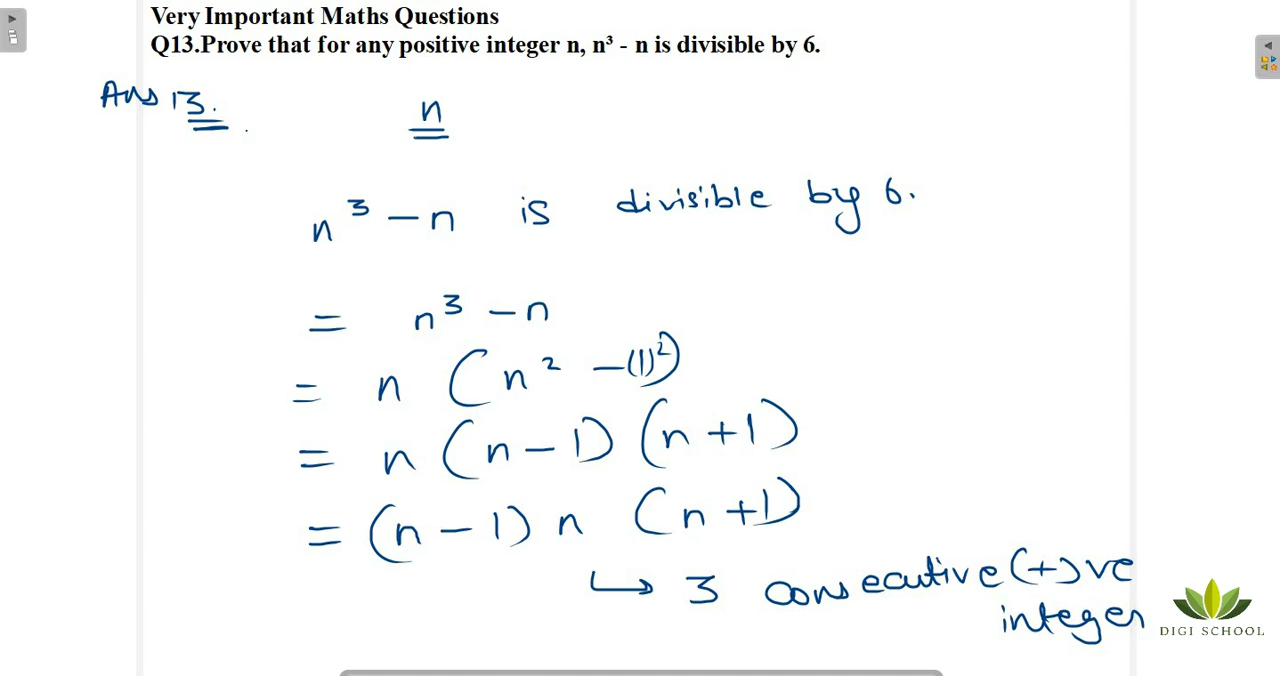 Very Important Maths Questions
Q13.Prove that for any positive integer n, n³ - n is divisible by 6.
Ans 13.
n
n³ - n is divisible by 6.
= n³ - n
= n (n² - (1)²)
= n (n - 1) (n + 1)
= (n - 1) n (n + 1)
↳ 3 consecutive (+)ve
integer
DIGI SCHOOL